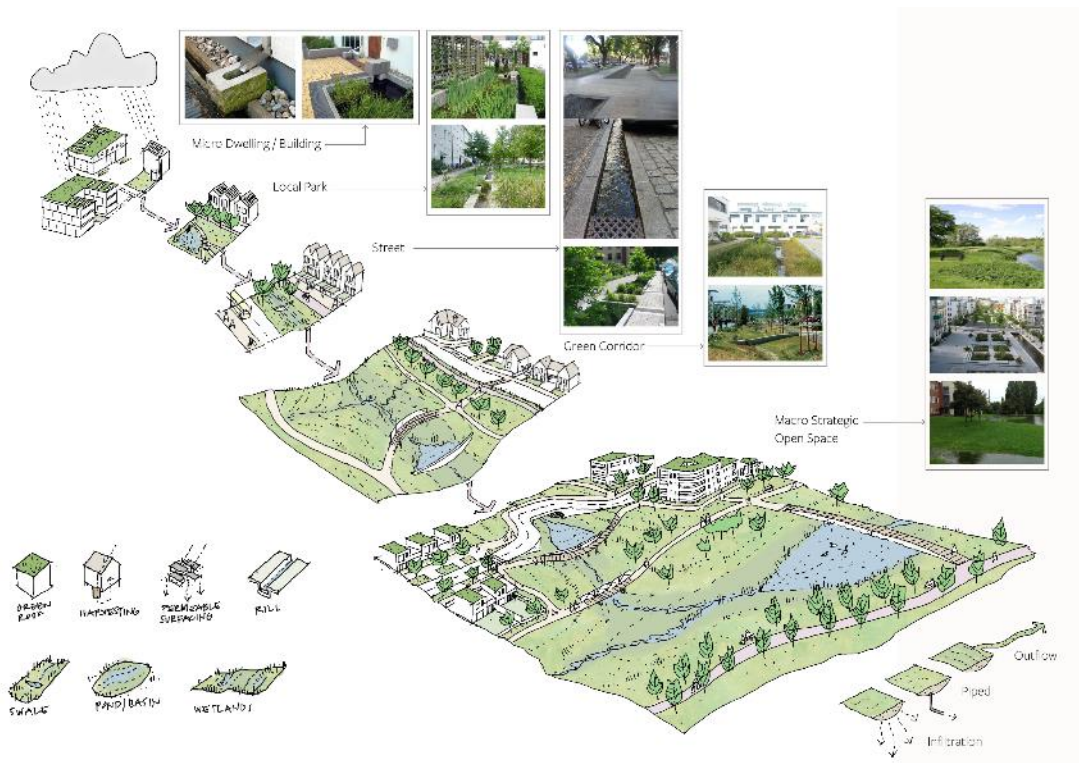 Micro Dwelling / Building
Local Park
Street
Green Corridor
Macro Strategic
Open Space
GREEN
ROOF
HARVESTING
PERMEABLE
SURFACING
RILL
SWALE
POND/BASIN
WETLANDS
Outflow
Piped
Infiltration